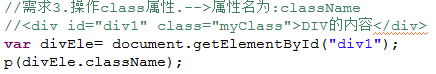 //需求3.操作class属性.-->属性名为:className
//<div id="div1" class="myClass">DIV的内容</div>
var divEle= document.getElementById("div1");
p(divEle.className);